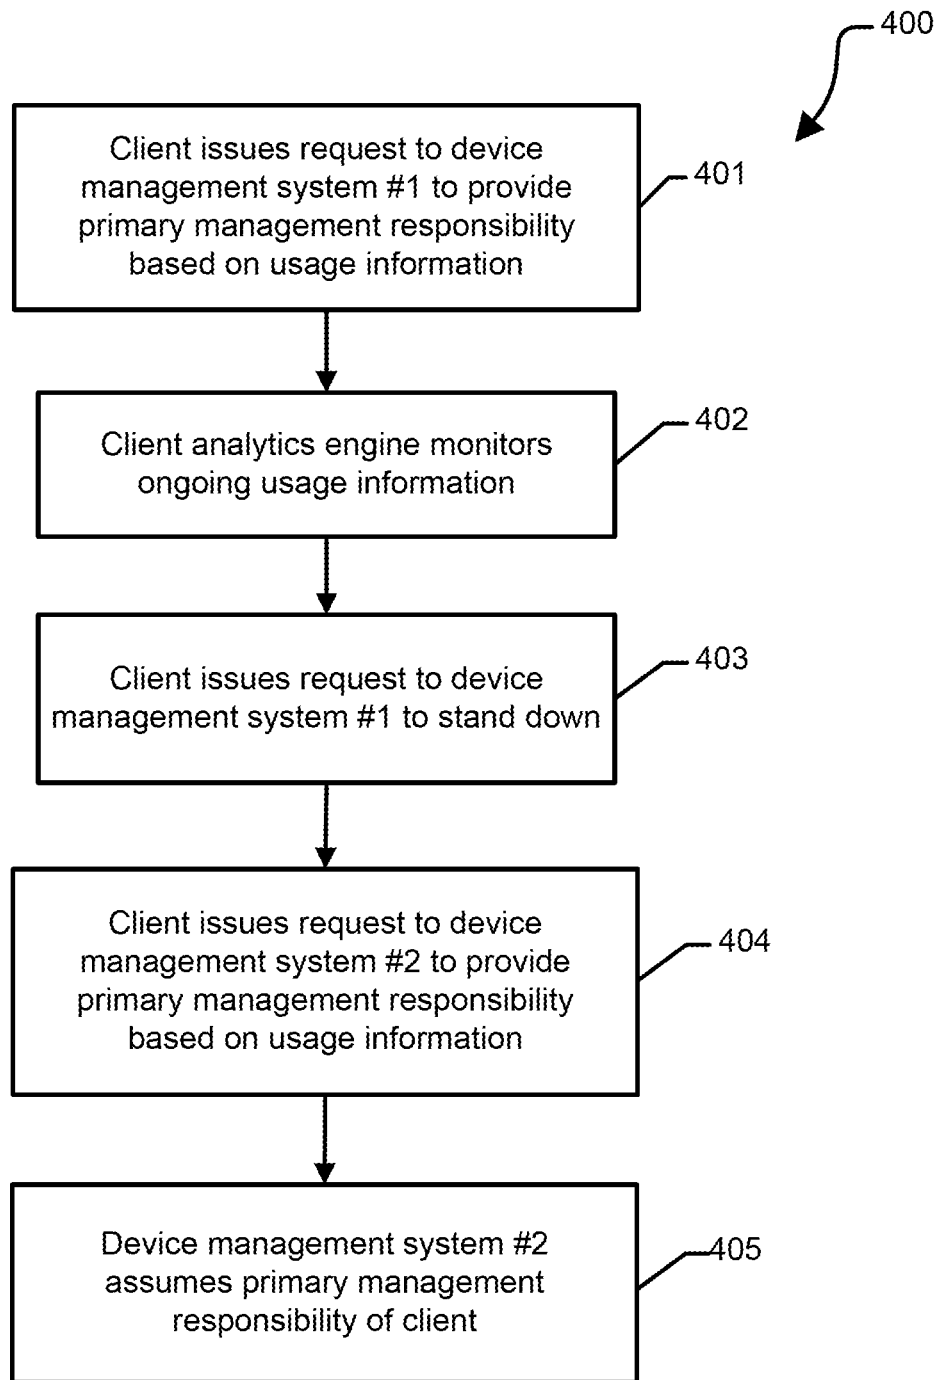 400
Client issues request to device
management system #1 to provide
primary management responsibility
based on usage information
401
Client analytics engine monitors
ongoing usage information
402
Client issues request to device
management system #1 to stand down
403
Client issues request to device
management system #2 to provide
primary management responsibility
based on usage information
404
Device management system #2
assumes primary management
responsibility of client
405